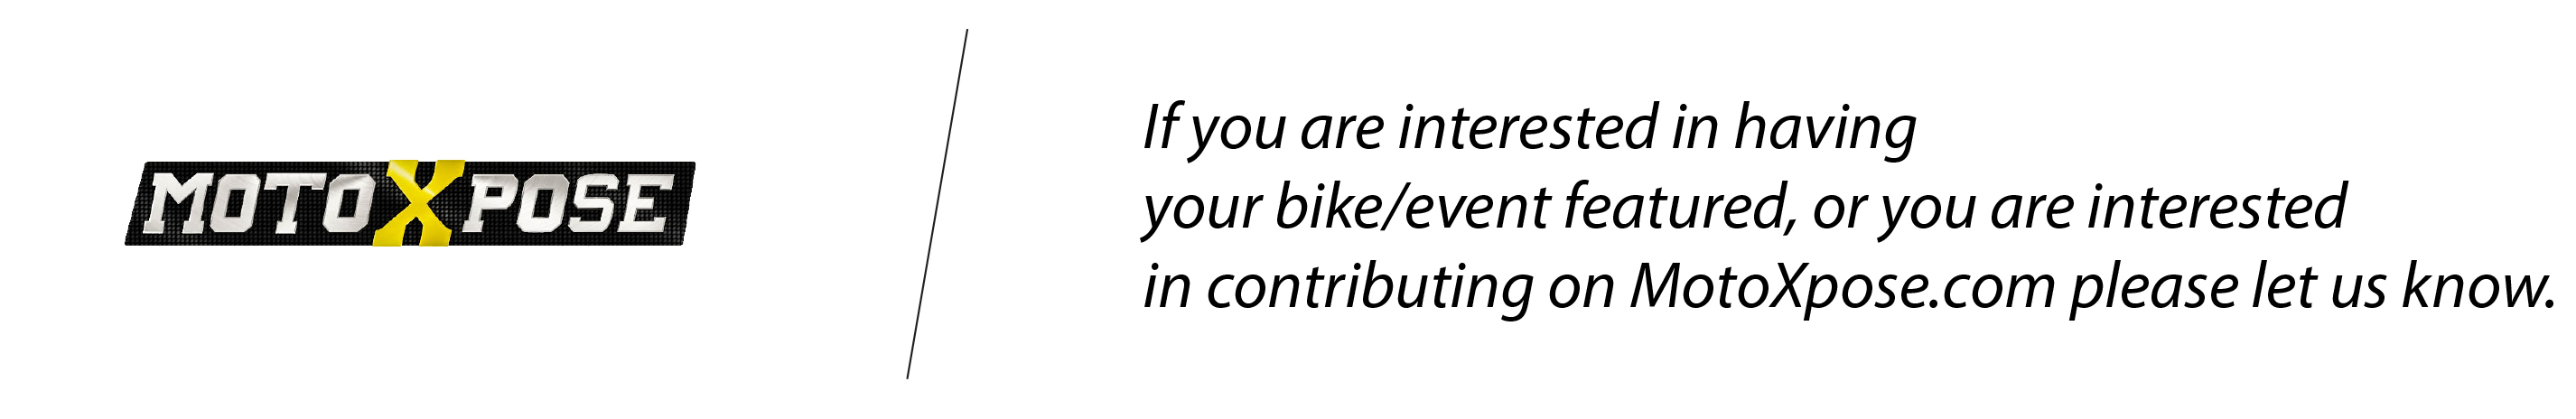 MOTOXPOSE
If you are interested in having
your bike/event featured, or you are interested
in contributing on MotoXpose.com please let us know.